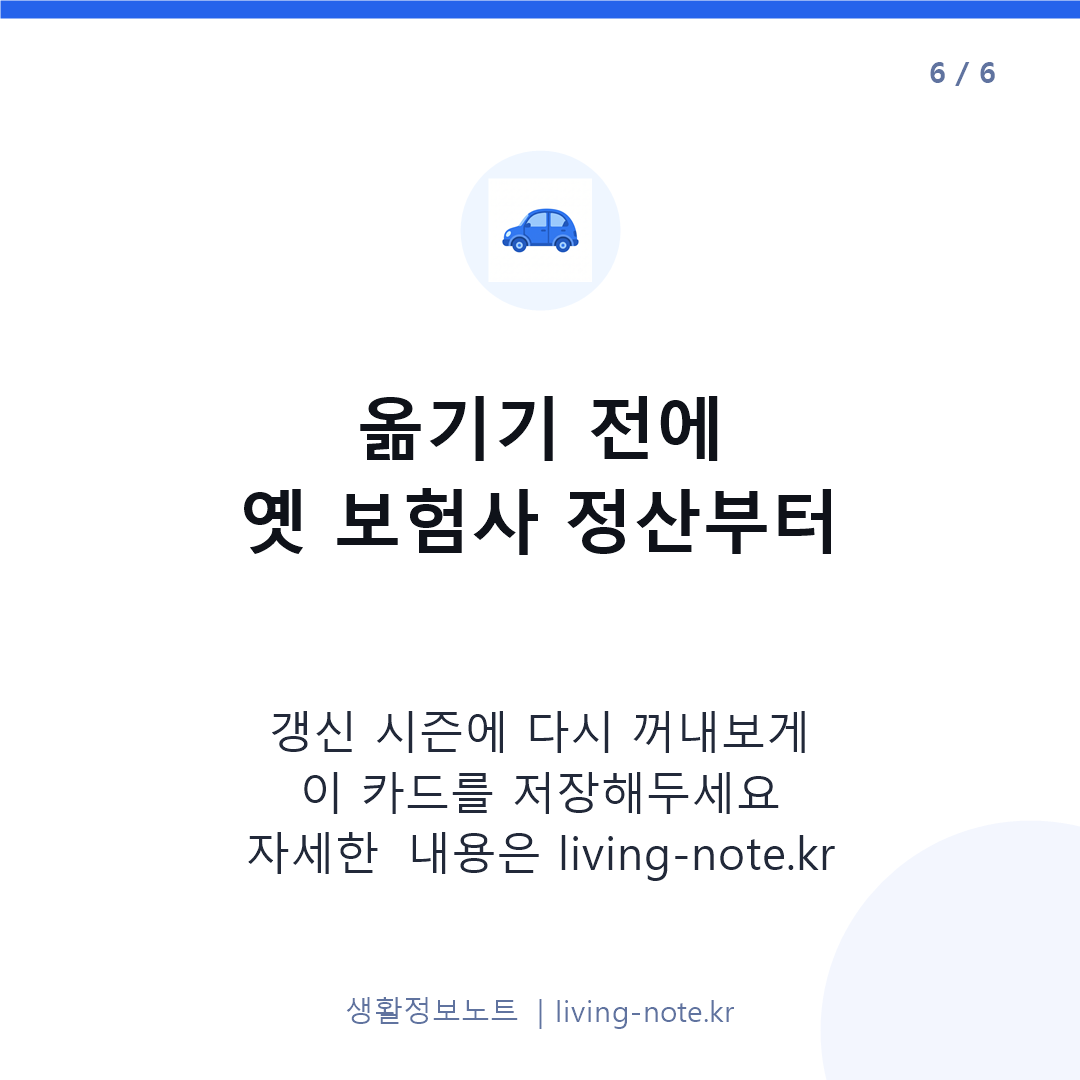 6 / 6
옮기기 전에
옛 보험사 정산부터
갱신 시즌에 다시 꺼내보게
이 카드를 저장해두세요
자세한 내용은 living-note.kr
생활정보노트 | living-note.kr